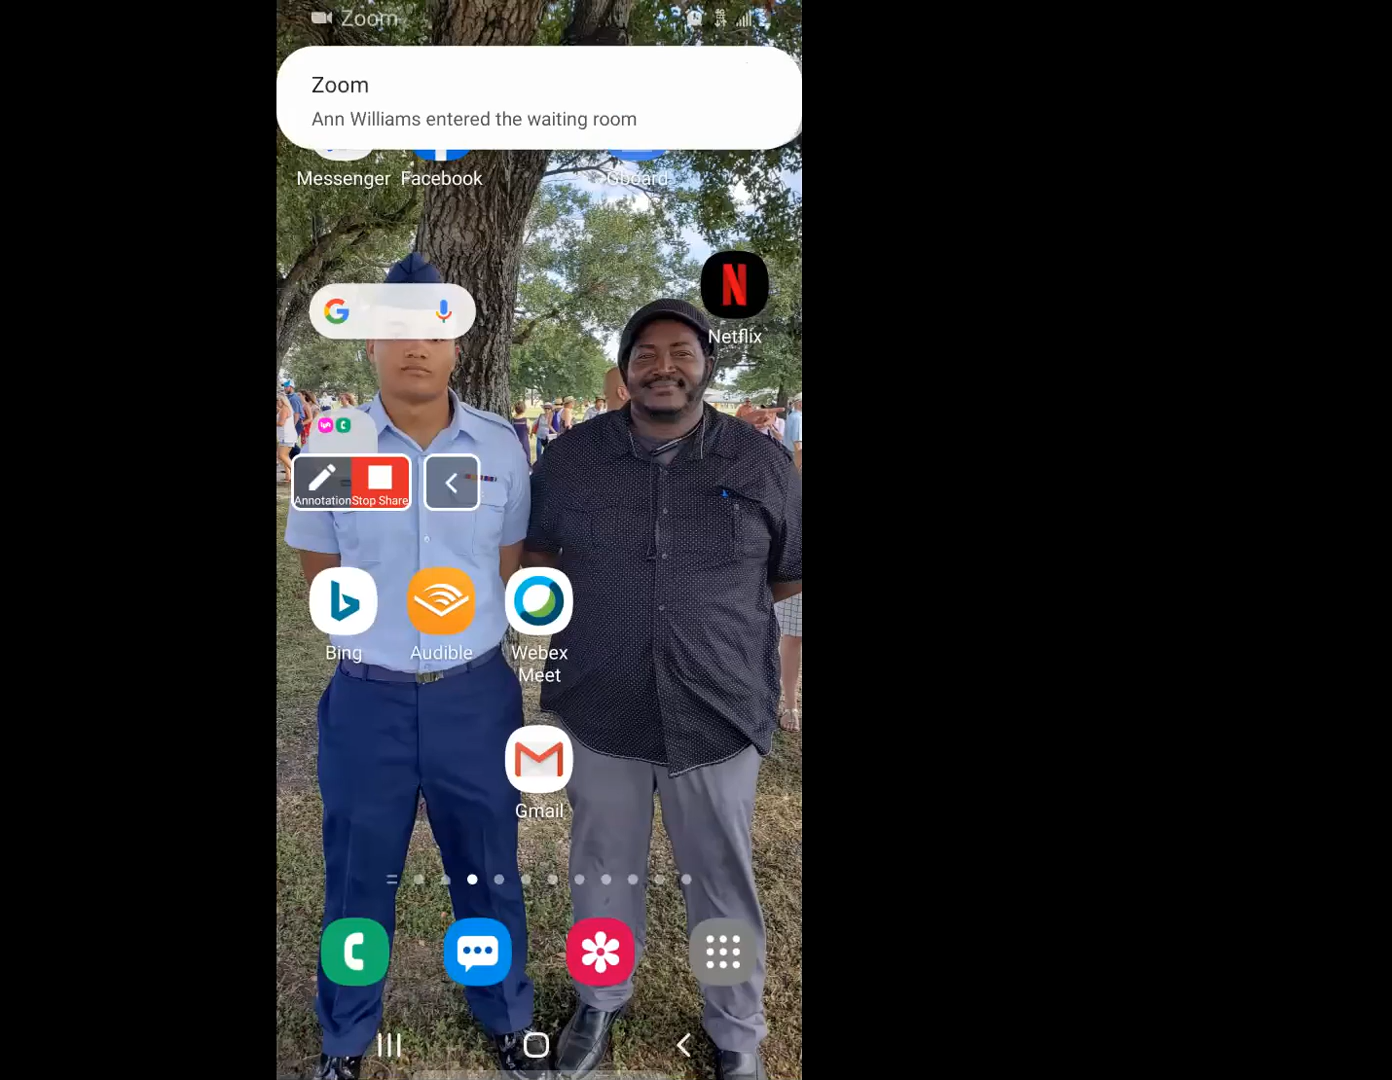 Zoom
Zoom
Ann Williams entered the waiting room
Messenger Facebook Gboard
Netflix
Annotation Stop Share
Bing Audible Webex
Meet
Gmail